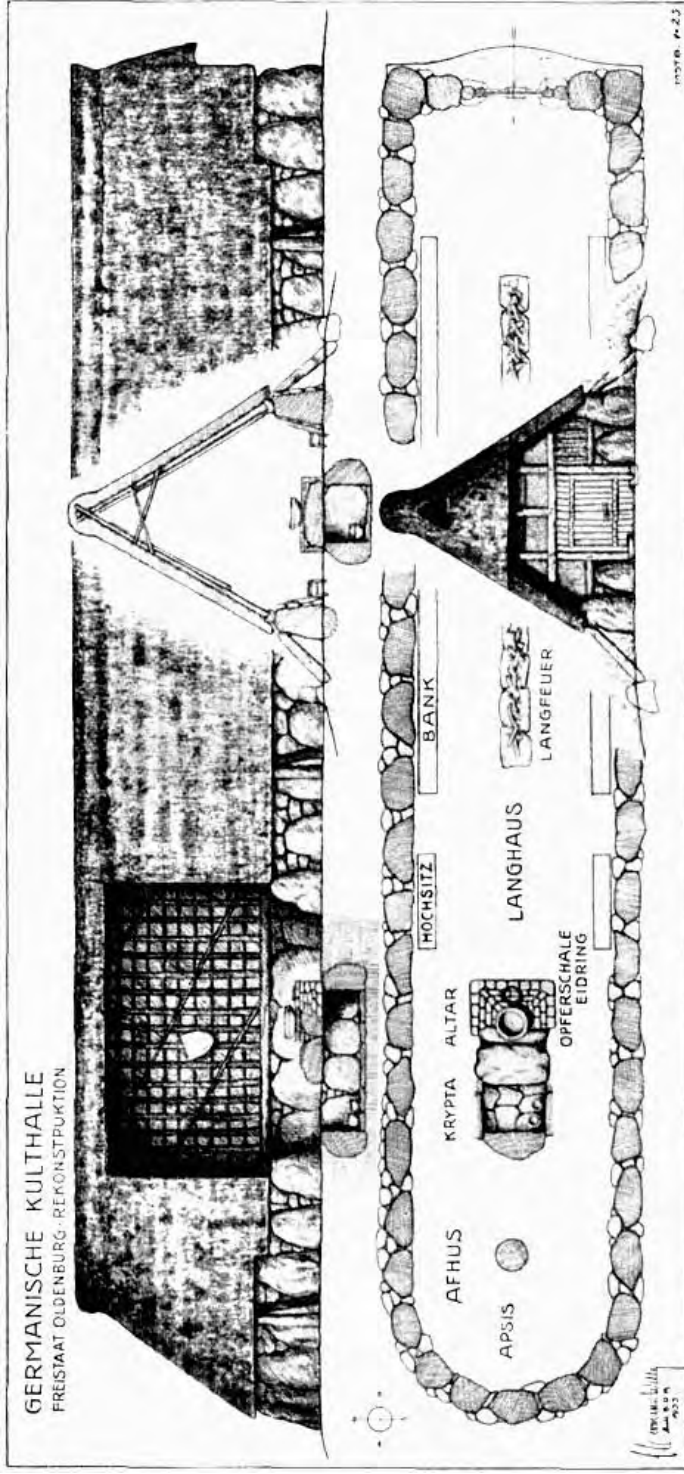 GERMANISCHE KULTHALLE
FREISTAAT OLDENBURG · REKONSTRUKTION
HOCHSITZ
BANK
AFHUS
KRYPTA
ALTAR
LANGHAUS
LANGFEUER
APSIS
OPFERSCHALE
EIDRING